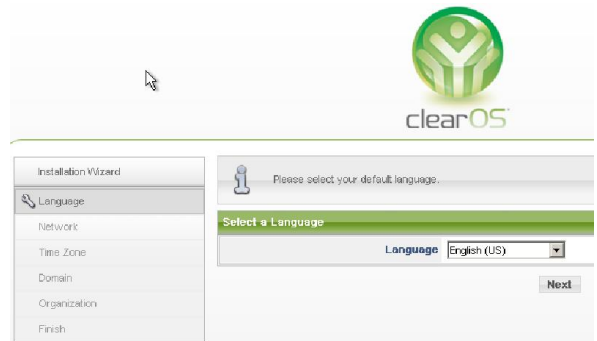 clearOS
Installation Wizard
Please select your default language.
Language
Select a Language
Network
Language English (US)
Time Zone
Domain
Next
Organization
Finish